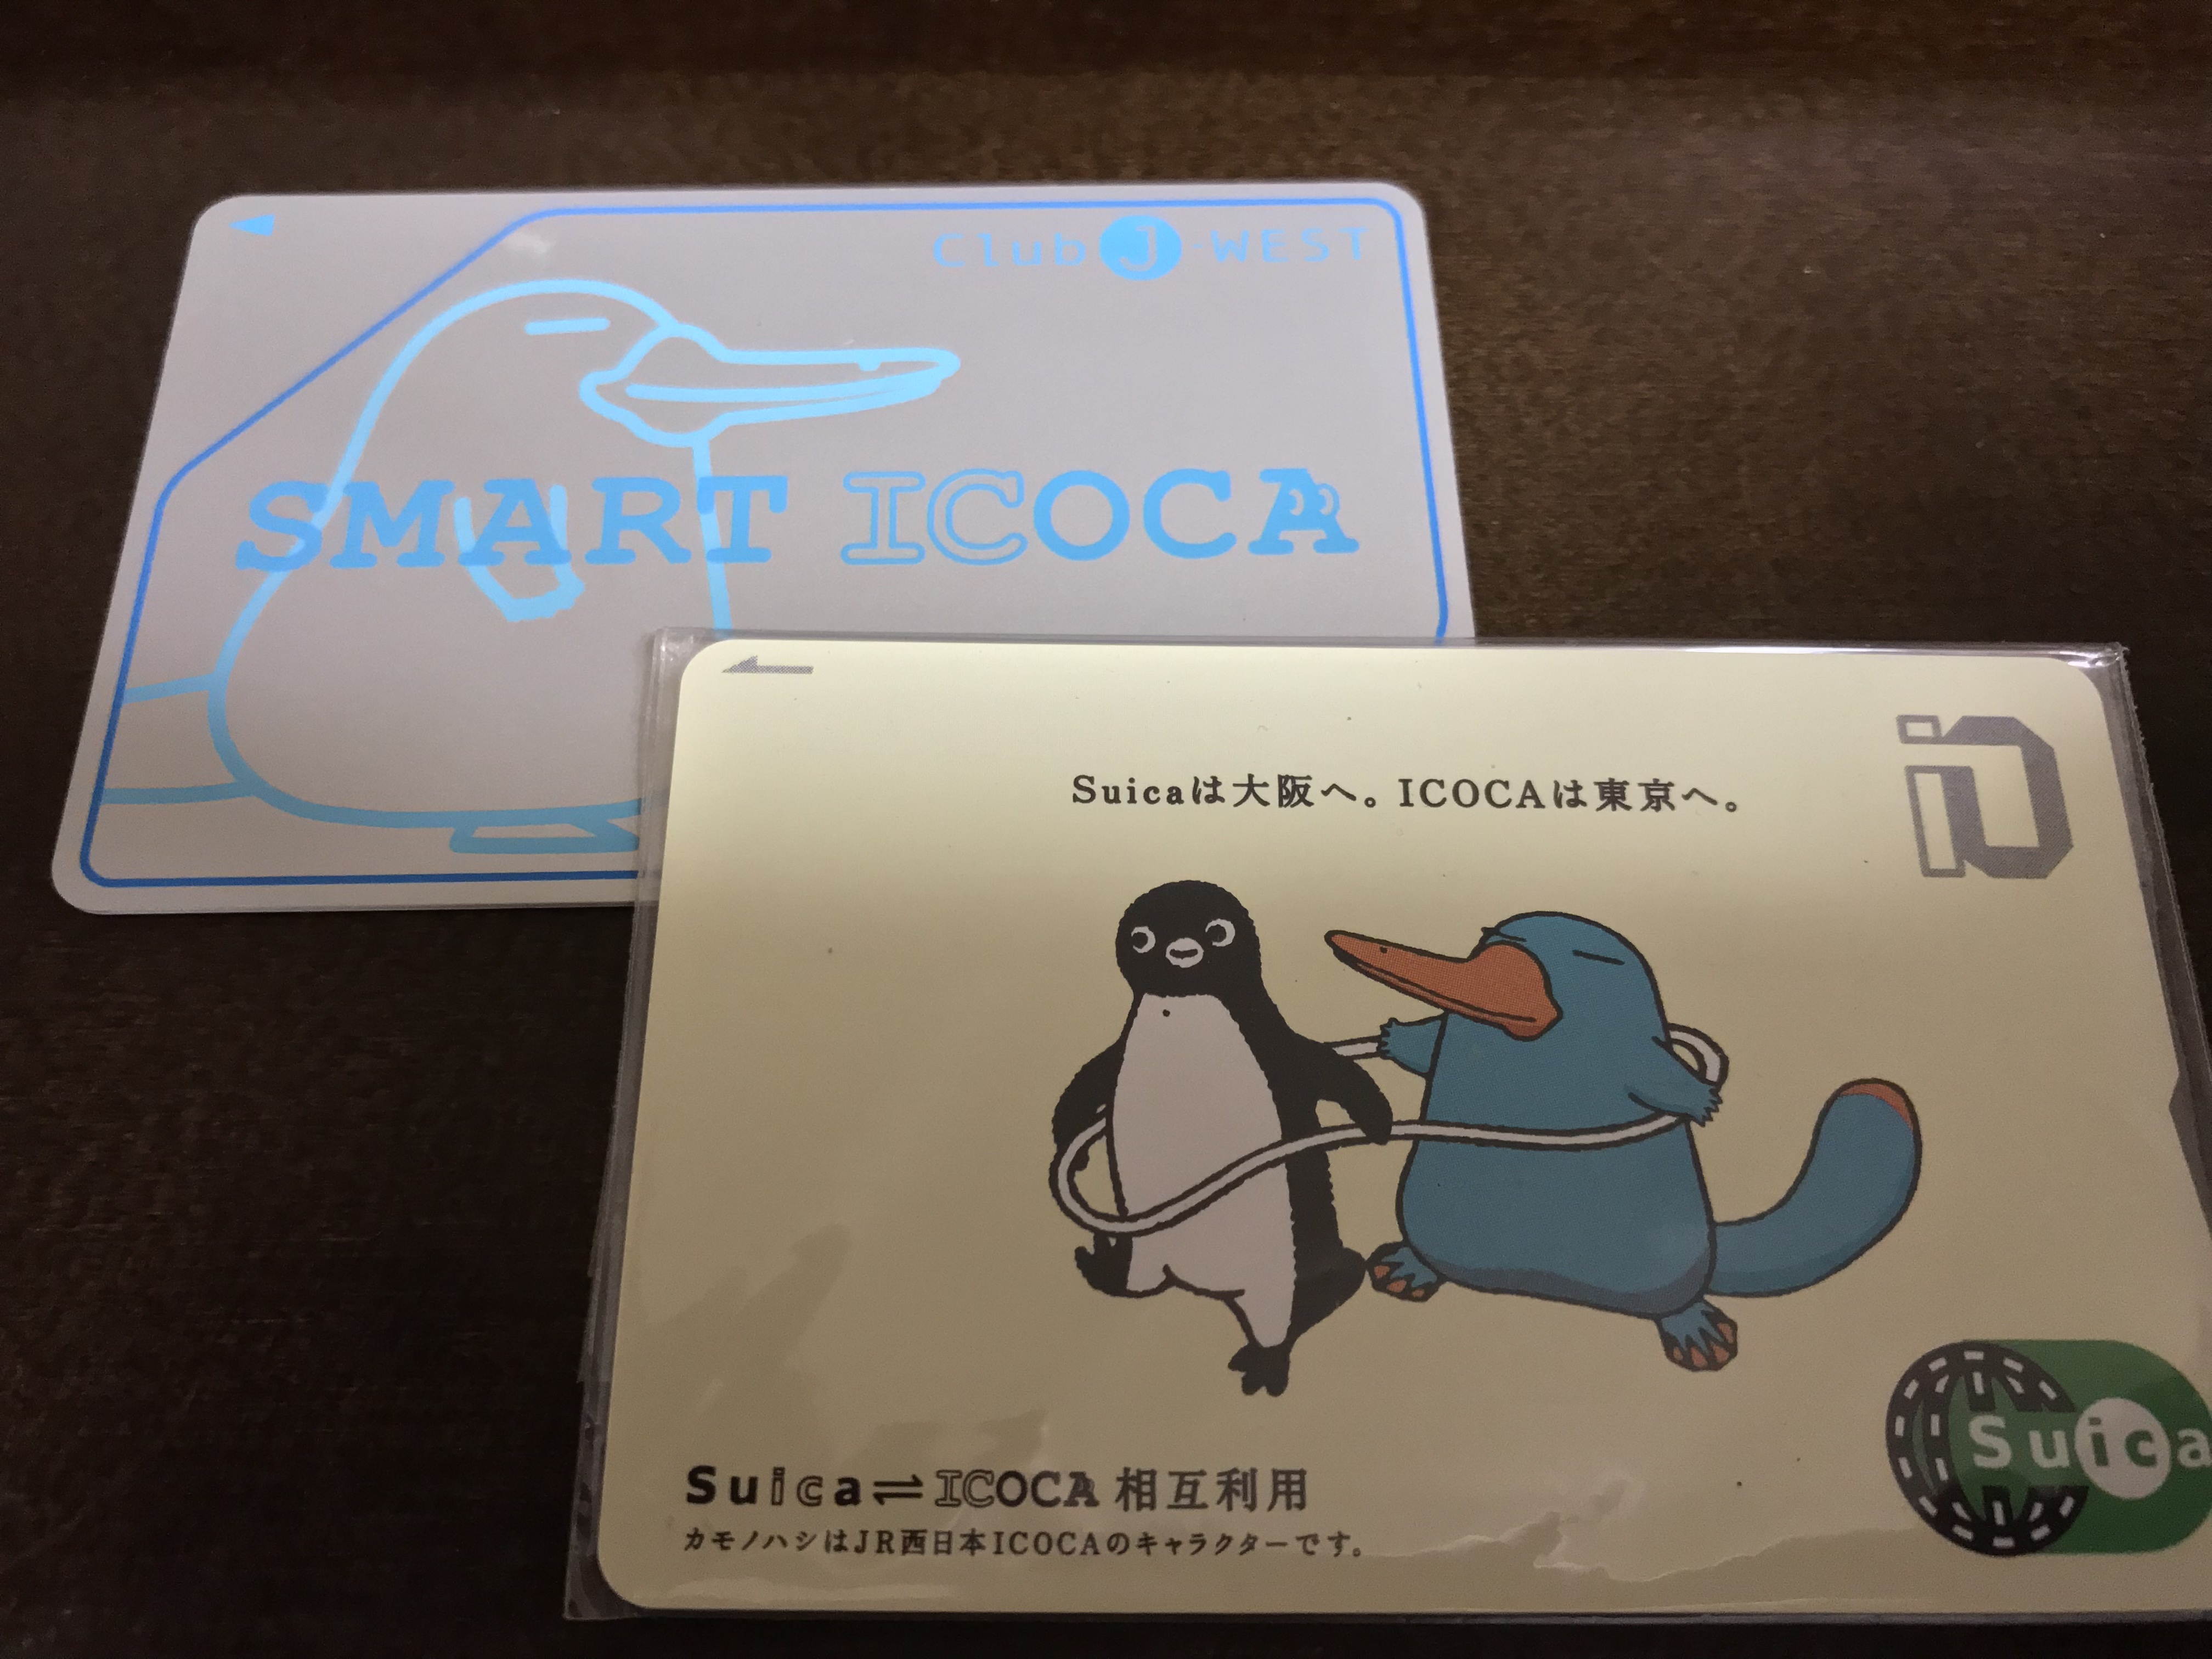 Club J-WEST
SMART ICOCA
Suicaは大阪へ。ICOCAは東京へ。
iD
Suica⇌ICOCA 相互利用
カモノハシはJR西日本ICOCAのキャラクターです。
Suica